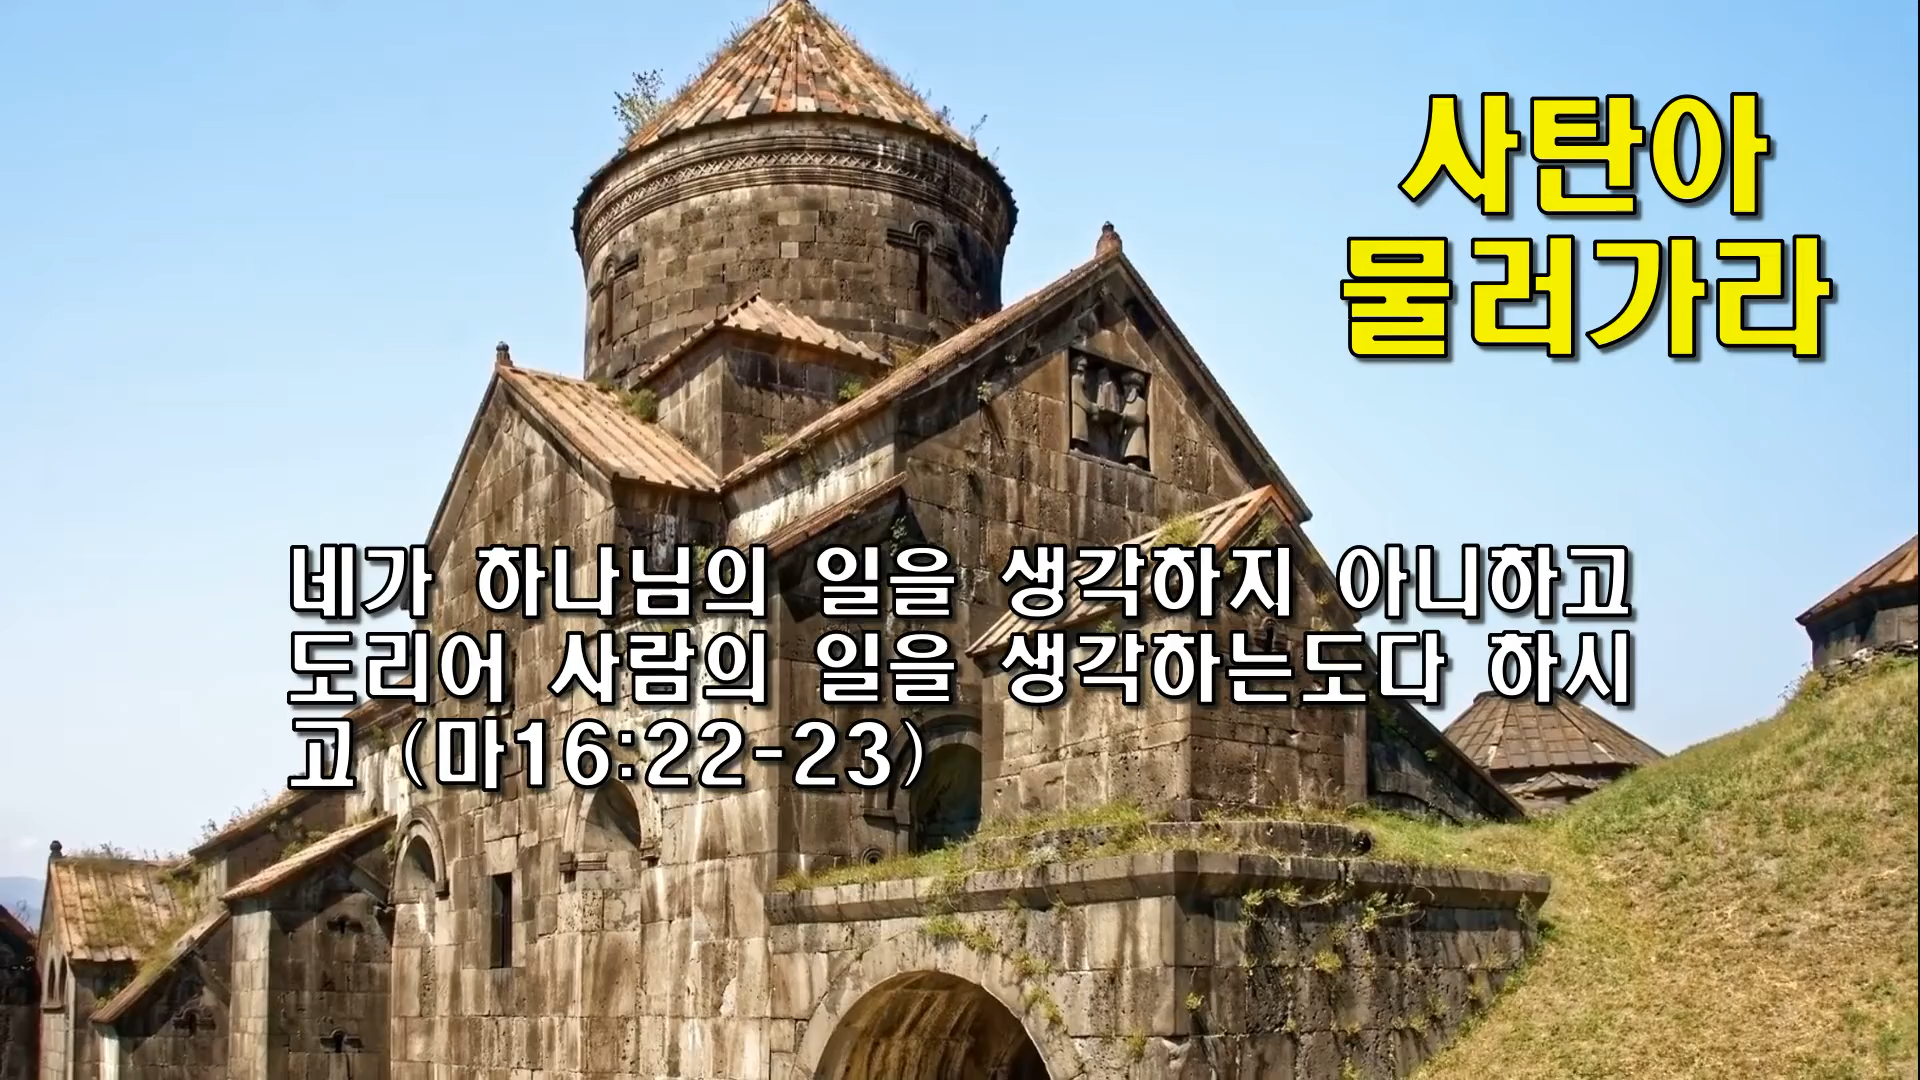 사탄아
물러가라
네가 하나님의 일을 생각하지 아니하고
도리어 사람의 일을 생각하는도다 하시
고 (마16:22-23)